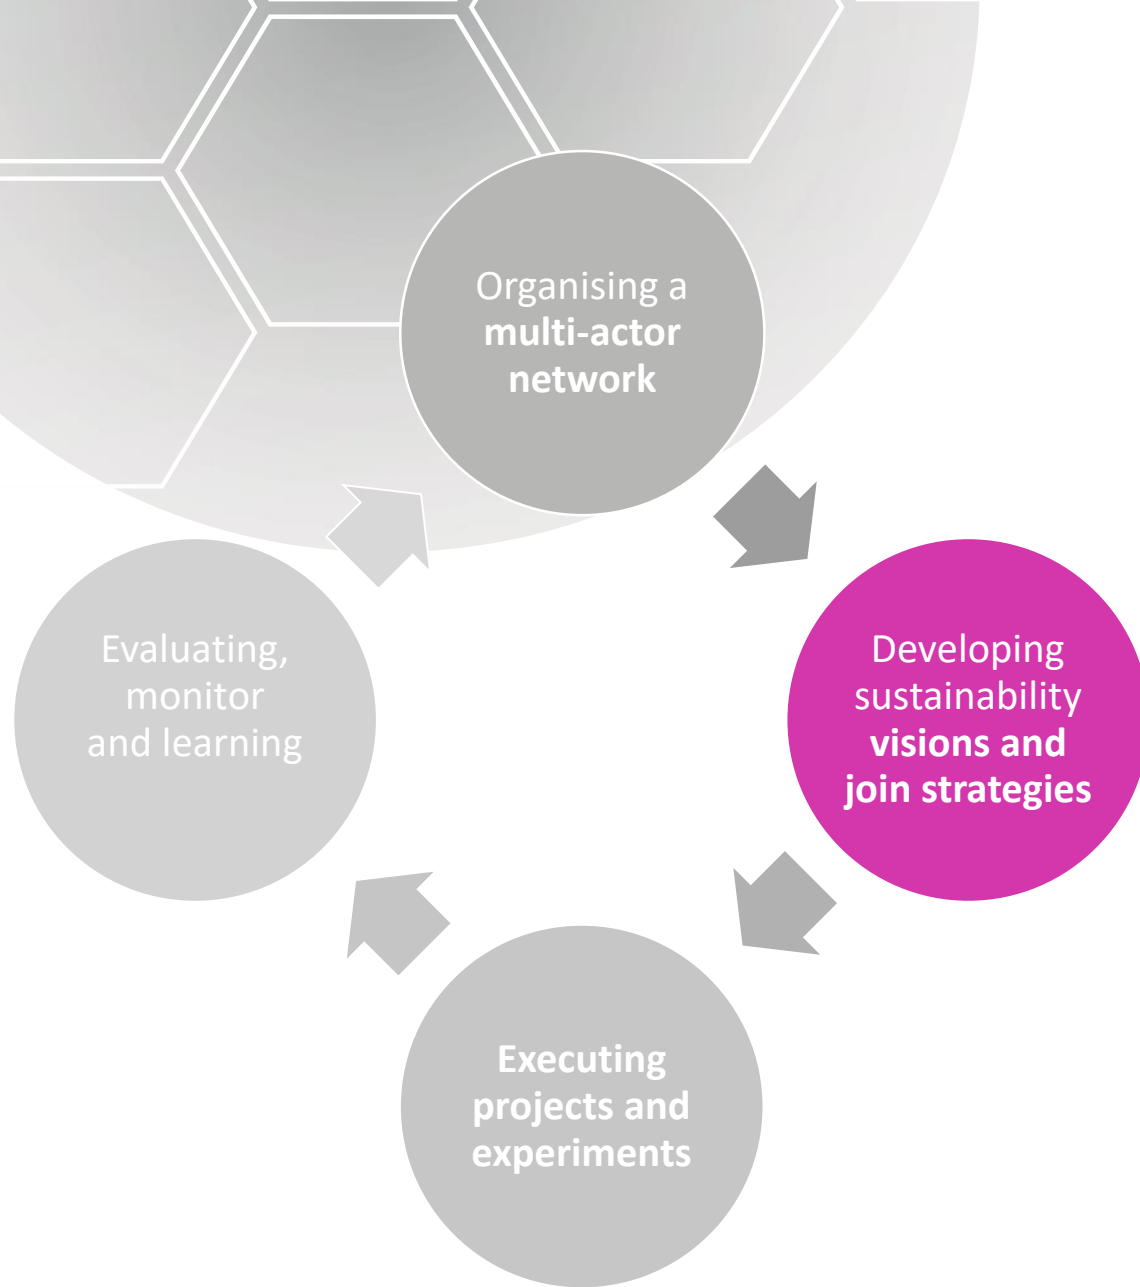 Organising a
multi-actor
network
Developing
sustainability
visions and
join strategies
Executing
projects and
experiments
Evaluating,
monitor
and learning